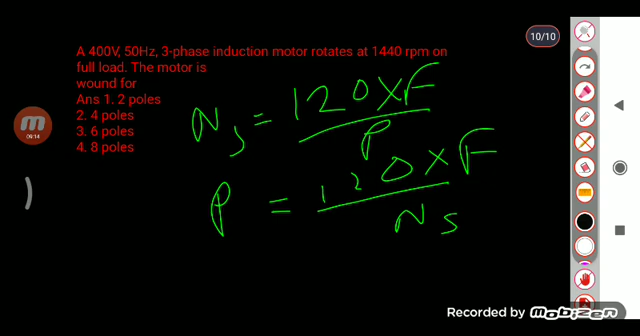 10/10
A 400V, 50Hz, 3-phase induction motor rotates at 1440 rpm on
full load. The motor is
wound for
Ans 1. 2 poles
2. 4 poles
3. 6 poles
4. 8 poles
09:14
Ns = 120 X F
P
P = 120 X F
Ns
Recorded by Mobizen